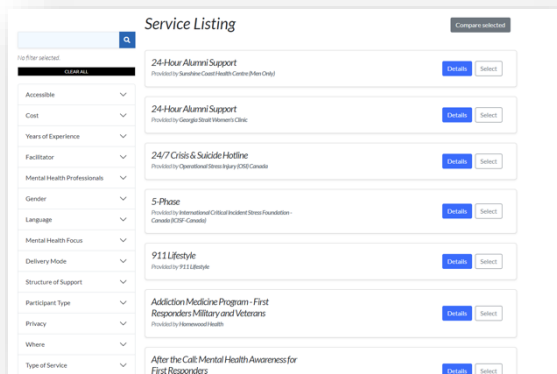 Service Listing
Compare selected
No filter selected
CLEAR ALL
Accessible
Cost
Years of Experience
Facilitator
Mental Health Professionals
Gender
Language
Mental Health Focus
Delivery Mode
Structure of Support
Participant Type
Privacy
Where
Type of Service
24-Hour Alumni Support
Provided by Sunshine Coast Health Centre (Men Only)
Details Select
24-Hour Alumni Support
Provided by Georgia Strait Women's Clinic
Details Select
24/7 Crisis & Suicide Hotline
Provided by Operational Stress Injury (OSI) Canada
Details Select
5-Phase
Provided by International Critical Incident Stress Foundation -
Canada (ICISF-Canada)
Details Select
911 Lifestyle
Provided by 911 Lifestyle
Details Select
Addiction Medicine Program - First
Responders Military and Veterans
Provided by Homewood Health
Details Select
After the Call: Mental Health Awareness for
First Responders
Details Select